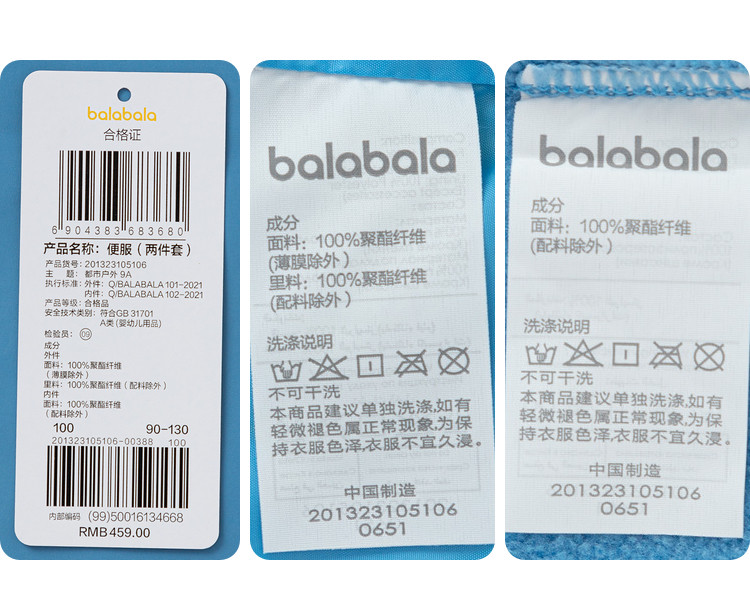 balabala
合格证
6 904383 683680
产品名称：便服（两件套）
产品货号：201323105106
主　题：都市户外 9A
执行标准：外件：Q/BALABALA 101-2021
内件：Q/BALABALA 102-2021
产品等级：合格品
安全技术类别：符合GB 31701
A类 (婴幼儿用品)
检验员：09
成分
外件
面料：100%聚酯纤维
（薄膜除外）
里料：100%聚酯纤维（配料除外）
内件
面料：100%聚酯纤维
（配料除外）
100 90-130
201323105106-00388 100
内部编码 (99)50016134668
RMB 459.00
balabala
成分
面料：100%聚酯纤维
(薄膜除外)
里料：100%聚酯纤维
(配料除外)
洗涤说明
不可干洗
本商品建议单独洗涤,如有
轻微褪色属正常现象,为保
持衣服色泽,衣服不宜久浸。
中国制造
201323105106
0651
balabala
成分
面料：100%聚酯纤维
(配料除外)
洗涤说明
不可干洗
本商品建议单独洗涤,如有
轻微褪色属正常现象,为保
持衣服色泽,衣服不宜久浸。
中国制造
201323105106
0651